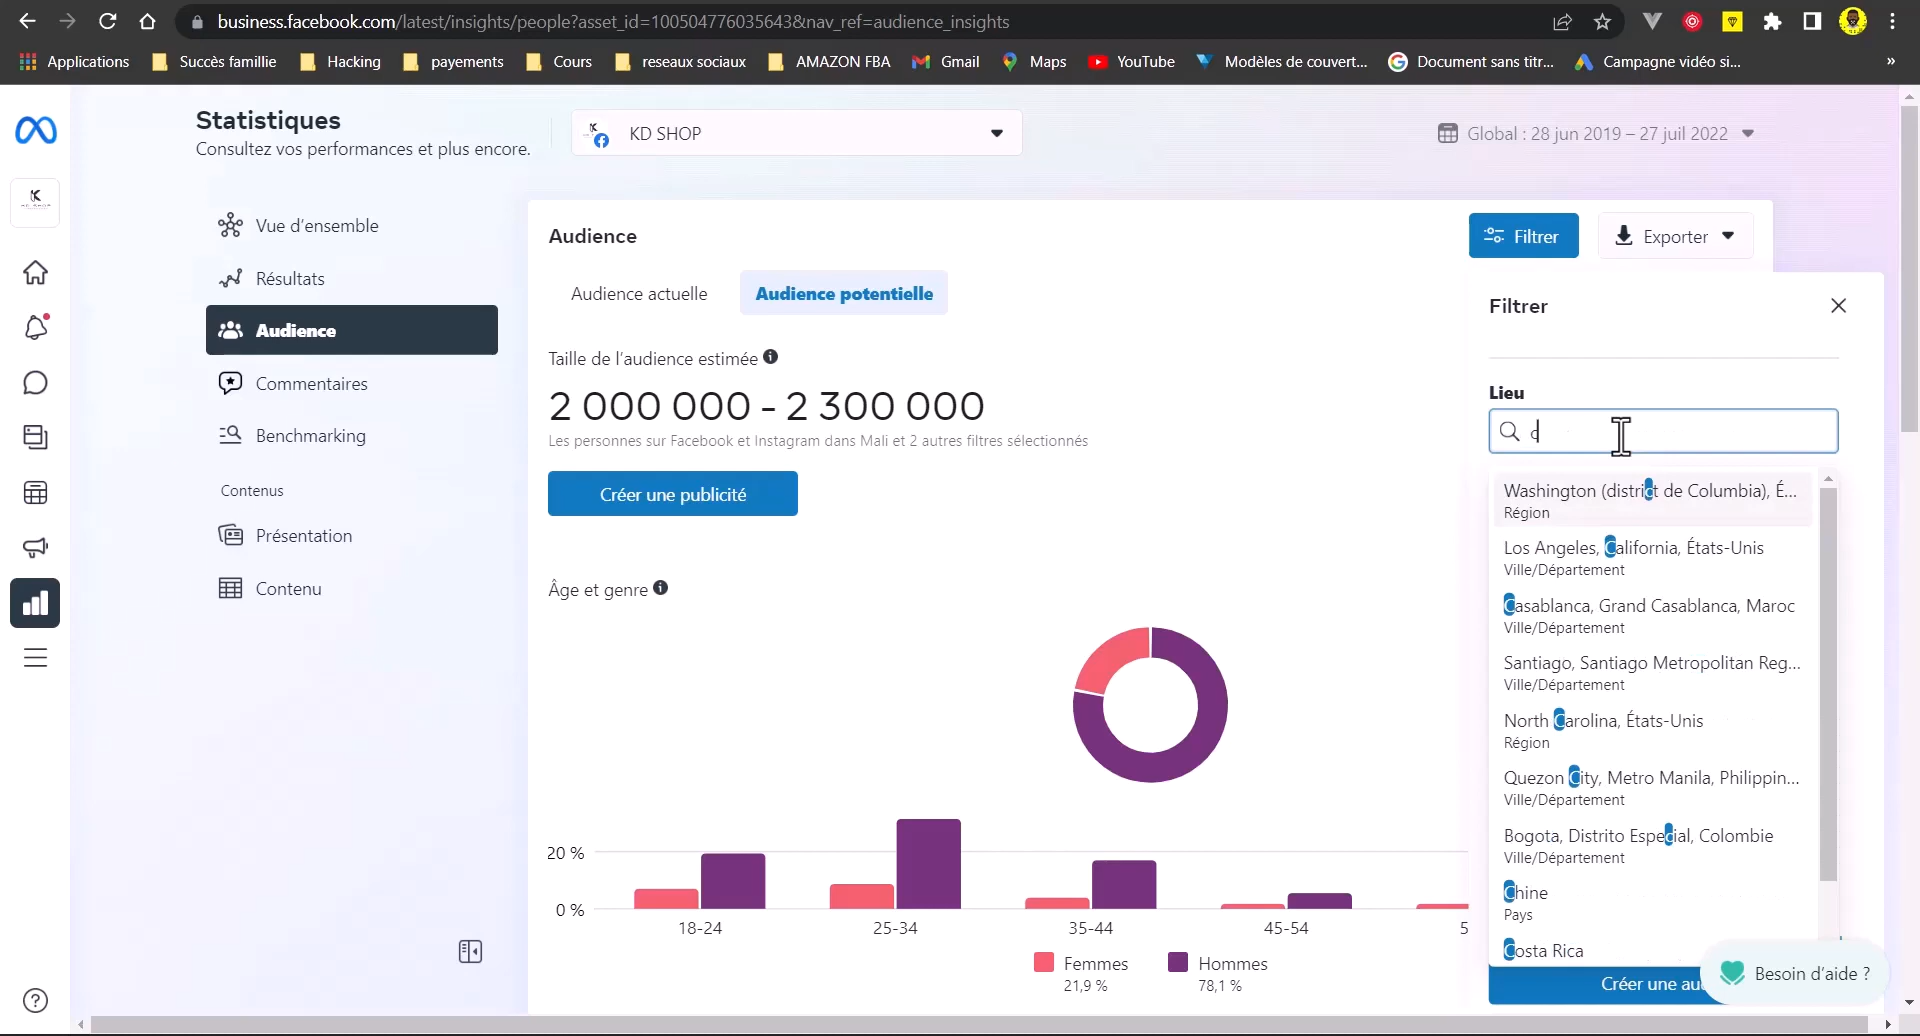 business.facebook.com/latest/insights/people?asset_id=100504776035643&nav_ref=audience_insights
Applications
Succès famillie
Hacking
payements
Cours
reseaux sociaux
AMAZON FBA
Gmail
Maps
YouTube
Modèles de couvert...
Document sans titr...
Campagne vidéo si...
»
Statistiques
Consultez vos performances et plus encore.
KD SHOP
Global : 28 jun 2019 – 27 juil 2022
Vue d'ensemble
Résultats
Audience
Commentaires
Benchmarking
Contenus
Présentation
Contenu
Audience
Filtrer
Exporter
Audience actuelle
Audience potentielle
Taille de l'audience estimée
2 000 000 - 2 300 000
Les personnes sur Facebook et Instagram dans Mali et 2 autres filtres sélectionnés
Créer une publicité
Âge et genre
20 %
0 %
18-24
25-34
35-44
45-54
5
Femmes
21,9 %
Hommes
78,1 %
Filtrer
Lieu
c
Washington (district de Columbia), É...
Région
Los Angeles, California, États-Unis
Ville/Département
Casablanca, Grand Casablanca, Maroc
Ville/Département
Santiago, Santiago Metropolitan Reg...
Ville/Département
North Carolina, États-Unis
Région
Quezon City, Metro Manila, Philippin...
Ville/Département
Bogota, Distrito Especial, Colombie
Ville/Département
Chine
Pays
Costa Rica
Créer une au
Besoin d'aide ?